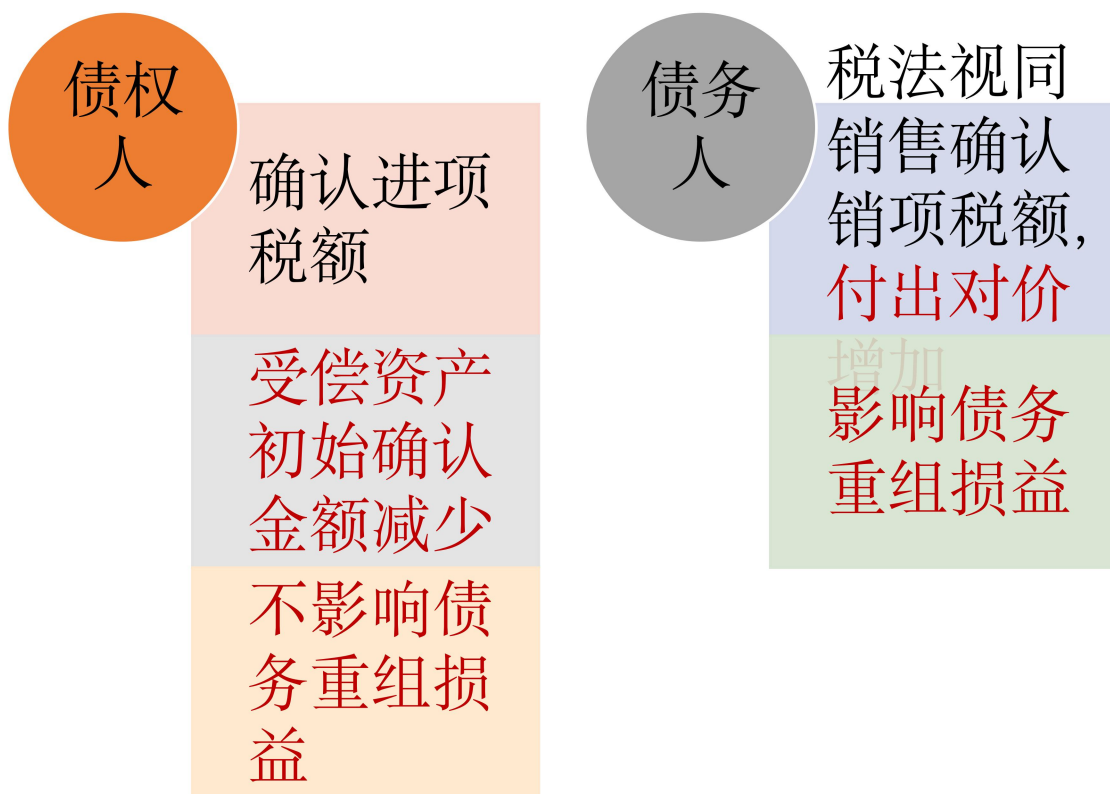 债权
人
确认进项
税额
受偿资产
初始确认
金额减少
不影响债
务重组损
益
债务
人
税法视同
销售确认
销项税额,
付出对价
增加
影响债务
重组损益